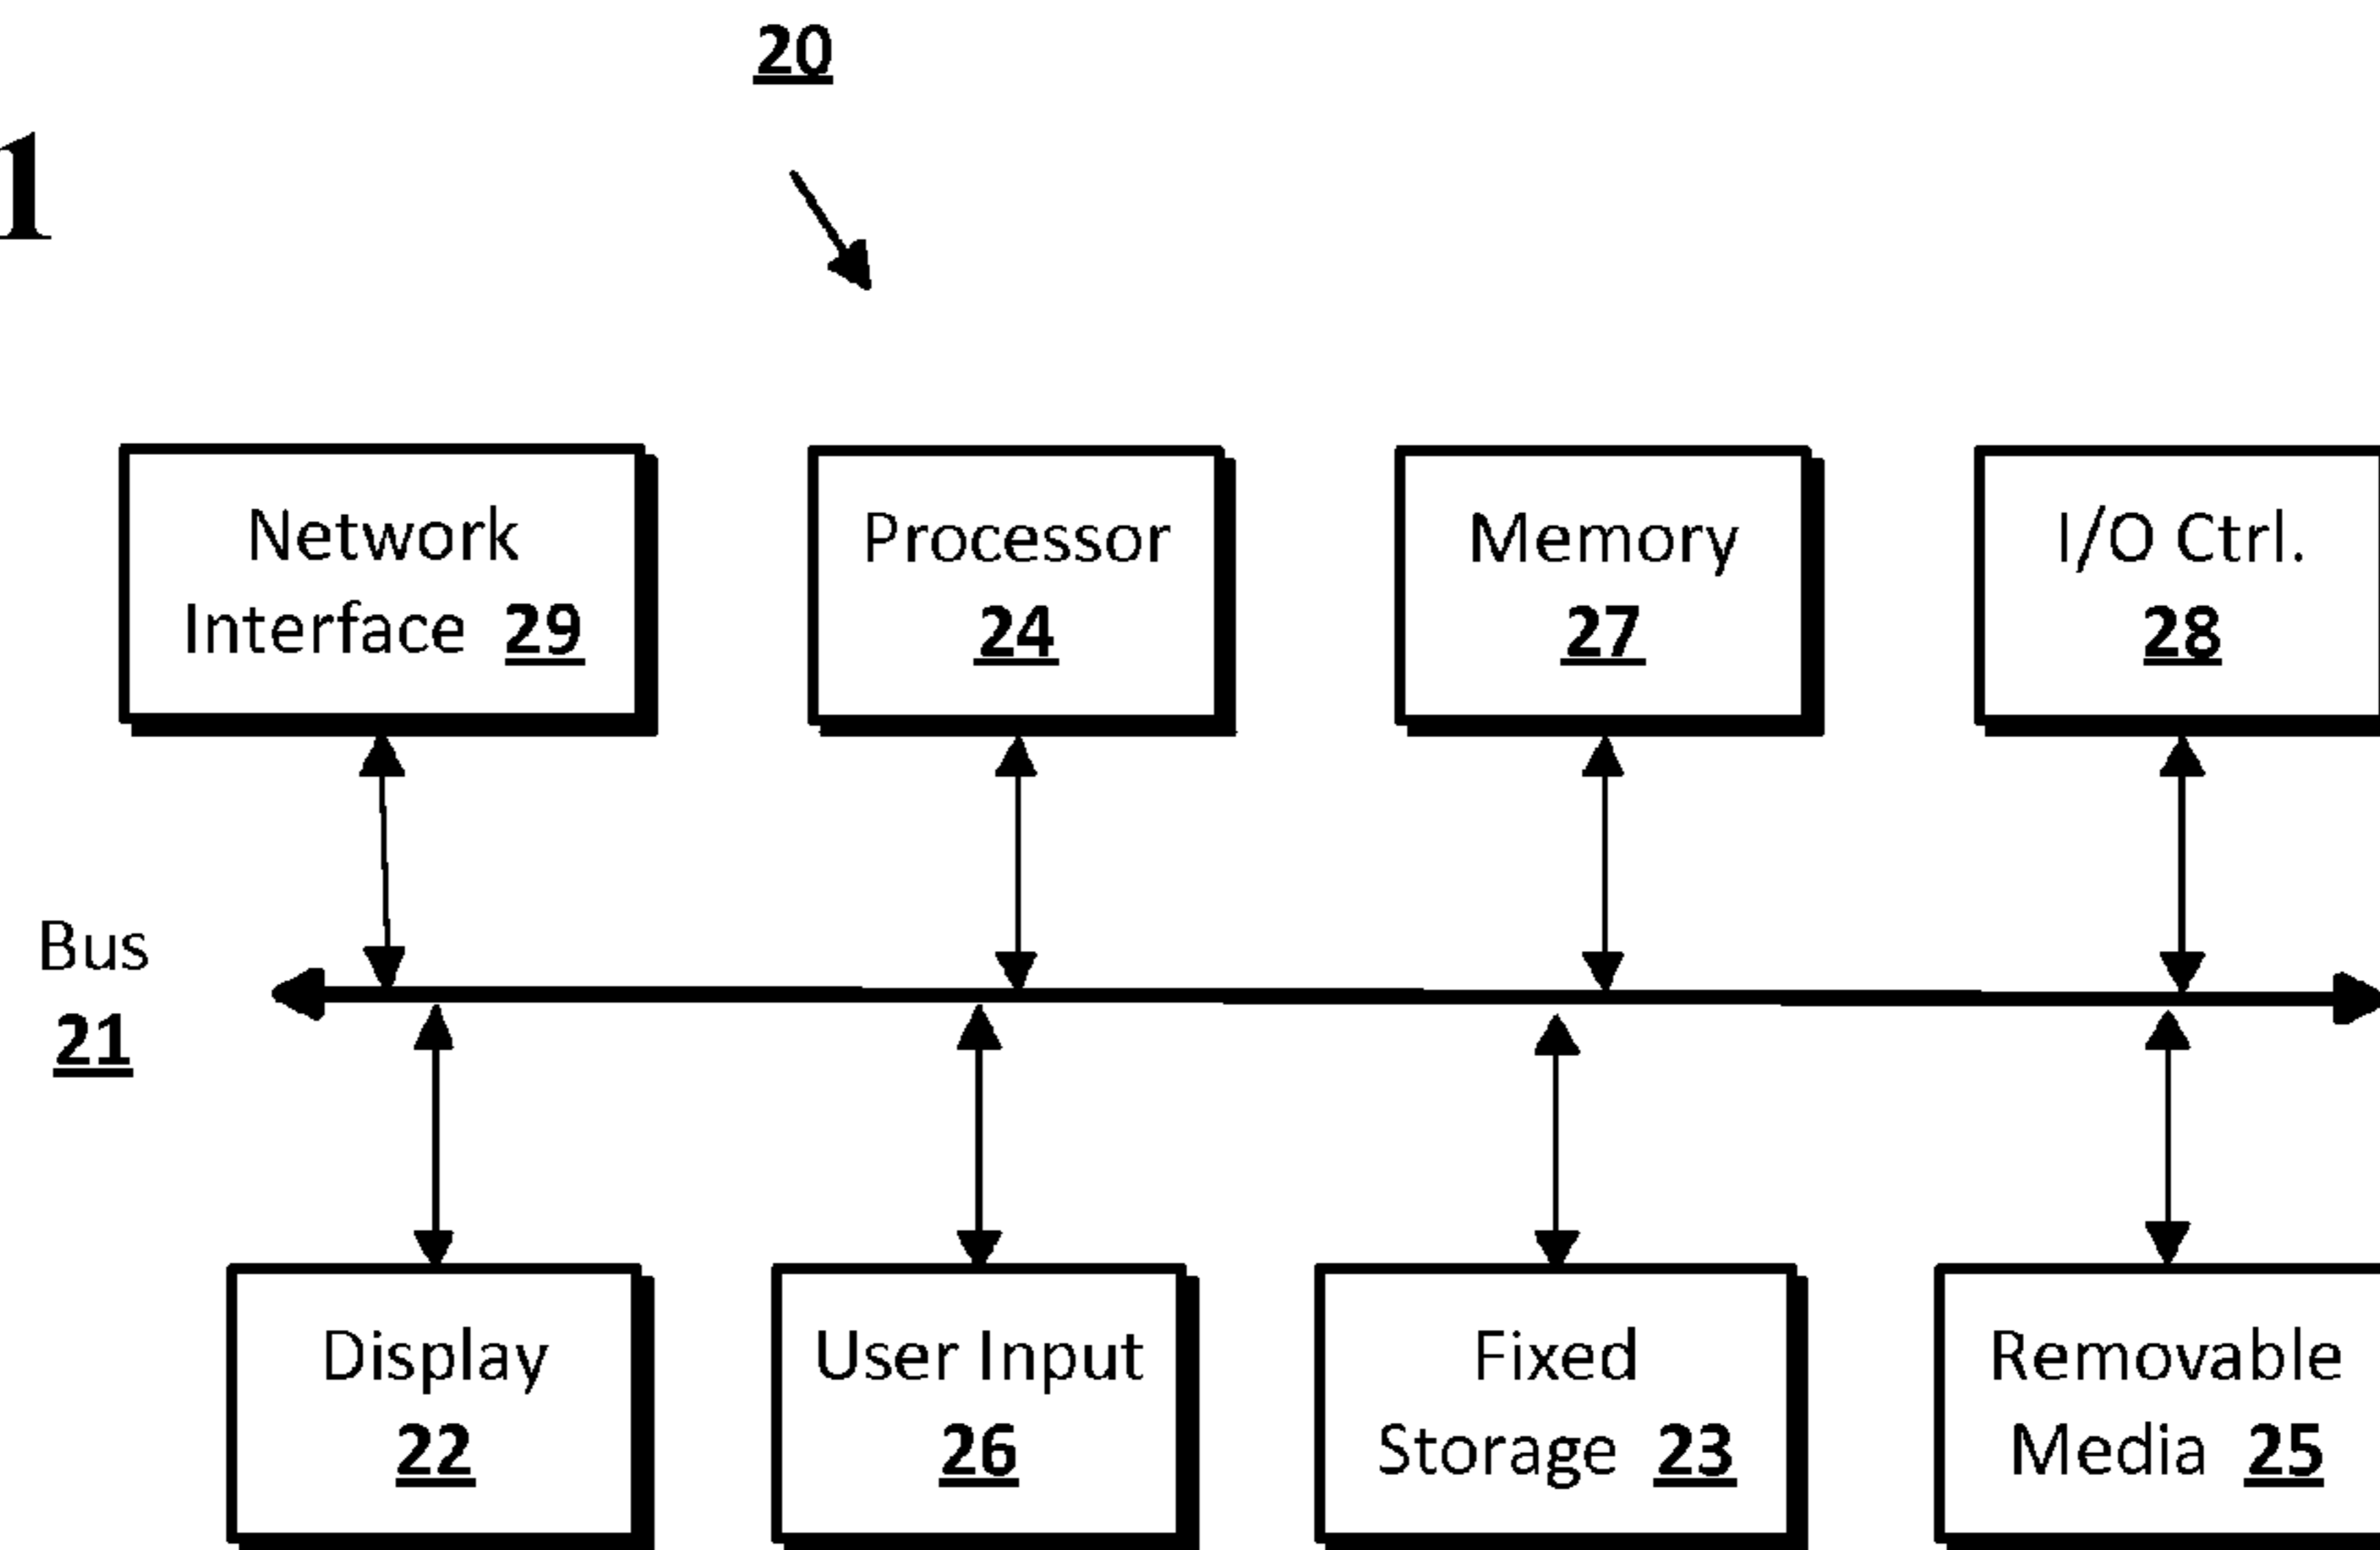 20
1
Network
Interface 29
Processor
24
Memory
27
I/O Ctrl.
28
Bus
21
Display
22
User Input
26
Fixed
Storage 23
Removable
Media 25